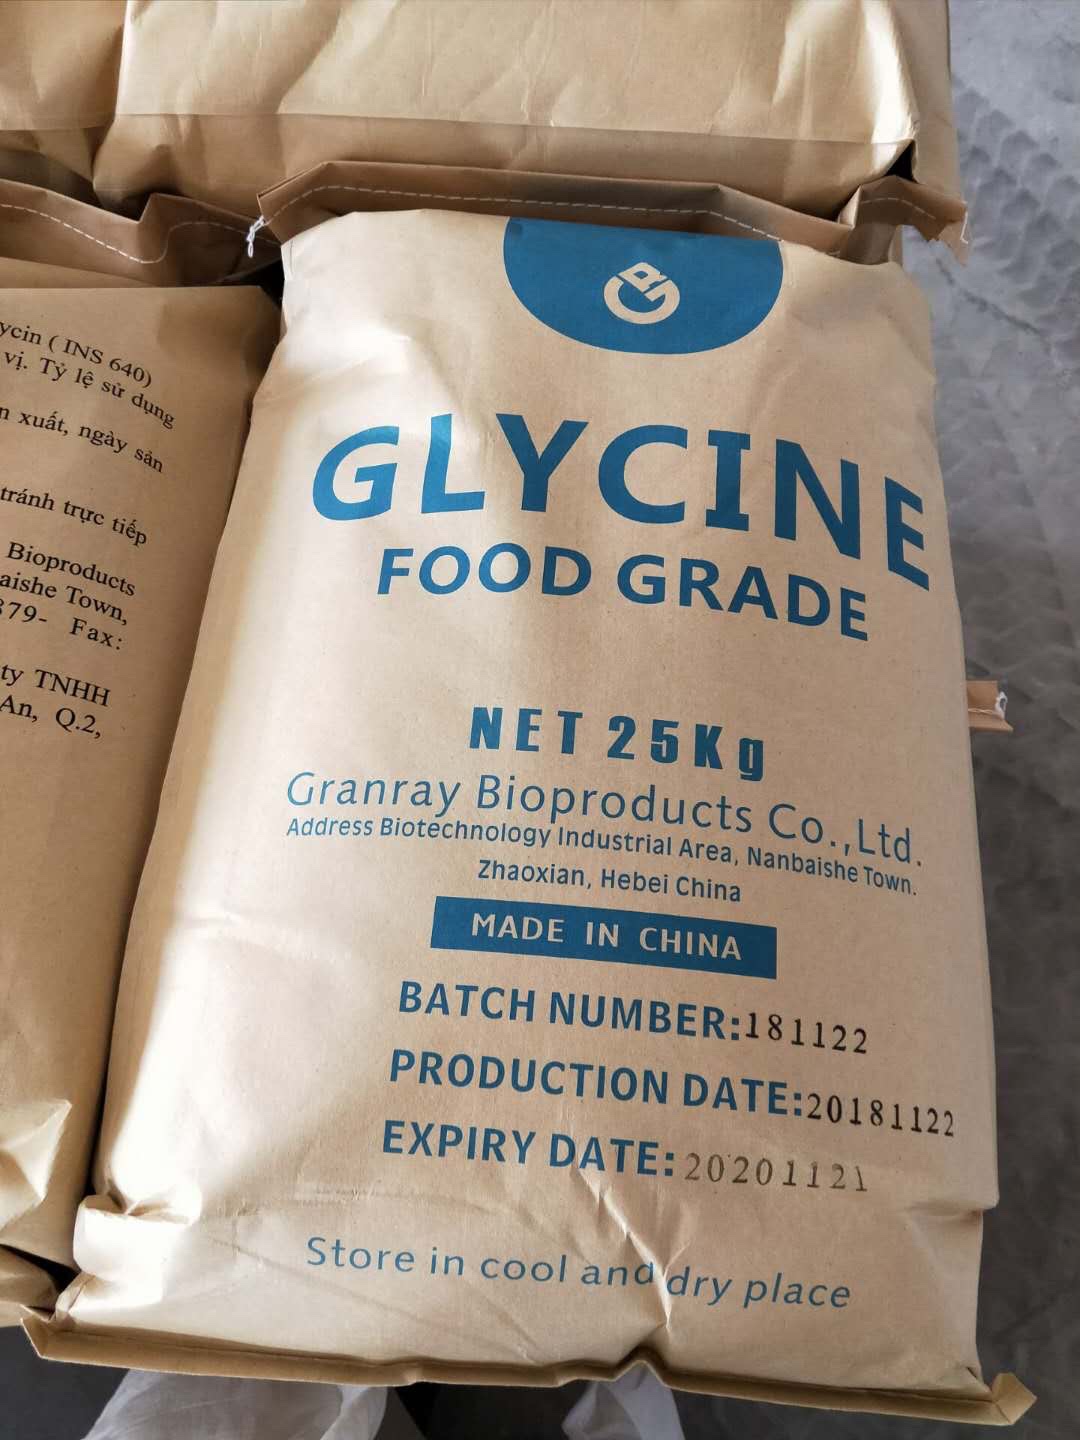 GLYCINE
FOOD GRADE
NET 25Kg
Granray Bioproducts Co.,Ltd.
Address Biotechnology Industrial Area, Nanbaishe Town.
Zhaoxian, Hebei China
MADE IN CHINA
BATCH NUMBER:181122
PRODUCTION DATE:20181122
EXPIRY DATE:20201121
Store in cool and dry place
ycin ( INS 640)
vị. Tỷ lệ sử dụng
n xuất, ngày sản
tránh trực tiếp
Bioproducts
aishe Town,
879- Fax:
ty TNHH
An, Q.2,